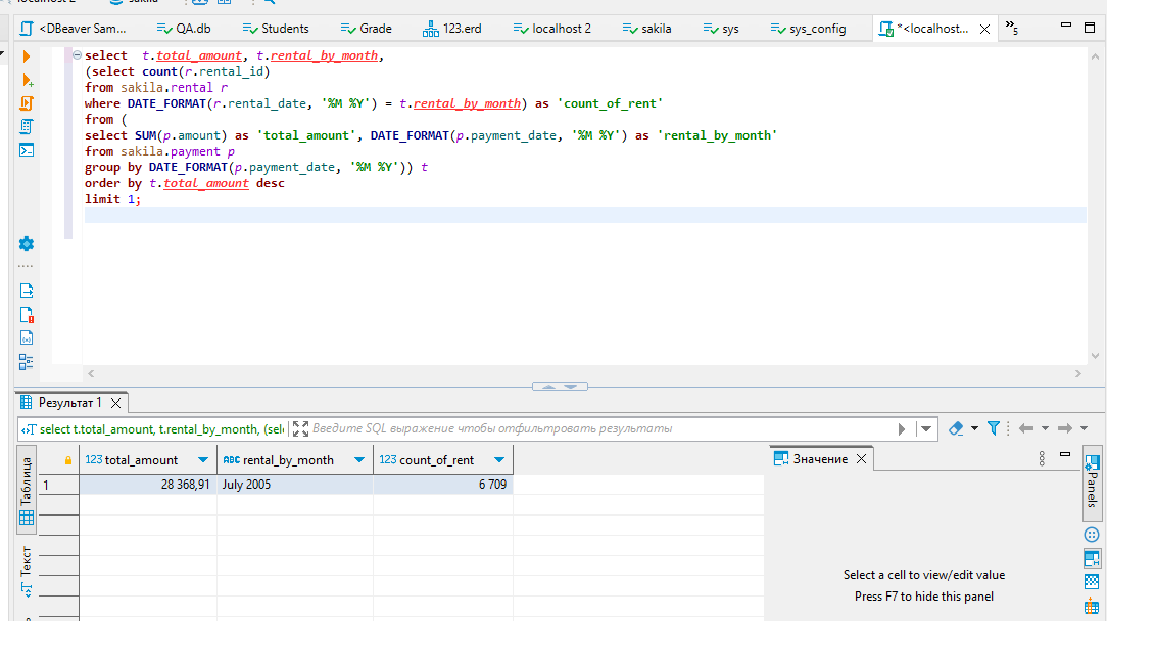 localhost 2
sakila
<DBeaver Sam...
QA.db
Students
Grade
123.erd
localhost 2
sakila
sys
sys_config
*<localhost...
»5
select  t.total_amount, t.rental_by_month,
(select count(r.rental_id)
from sakila.rental r
where DATE_FORMAT(r.rental_date, '%M %Y') = t.rental_by_month) as 'count_of_rent'
from (
select SUM(p.amount) as 'total_amount', DATE_FORMAT(p.payment_date, '%M %Y') as 'rental_by_month'
from sakila.payment p
group by DATE_FORMAT(p.payment_date, '%M %Y')) t
order by t.total_amount desc
limit 1;
Результат 1
select t.total_amount, t.rental_by_month, (sele
Введите SQL выражение чтобы отфильтровать результаты
Таблица
Текст
123 total_amount
ABC rental_by_month
123 count_of_rent
1
28 368,91
July 2005
6 709
Значение
Panels
Select a cell to view/edit value
Press F7 to hide this panel